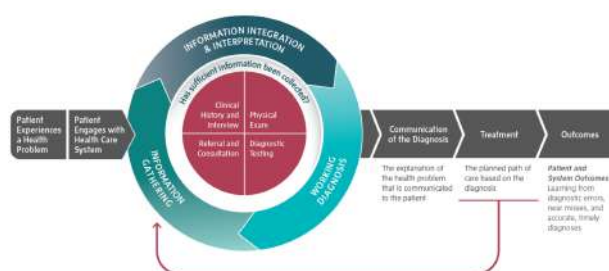 INFORMATION INTEGRATION
& INTERPRETATION
Has sufficient information been collected?
Clinical
History and
Interview
Physical
Exam
Referral and
Consultation
Diagnostic
Testing
INFORMATION
GATHERING
WORKING
DIAGNOSIS
Patient
Experiences
a Health
Problem
Patient
Engages with
Health Care
System
Communication
of the Diagnosis
Treatment
Outcomes
The explanation of
the health problem
that is communicated
to the patient
The planned path of
care based on the
diagnosis
Patient and
System Outcomes
Learning from
diagnostic errors,
near misses, and
accurate, timely
diagnoses